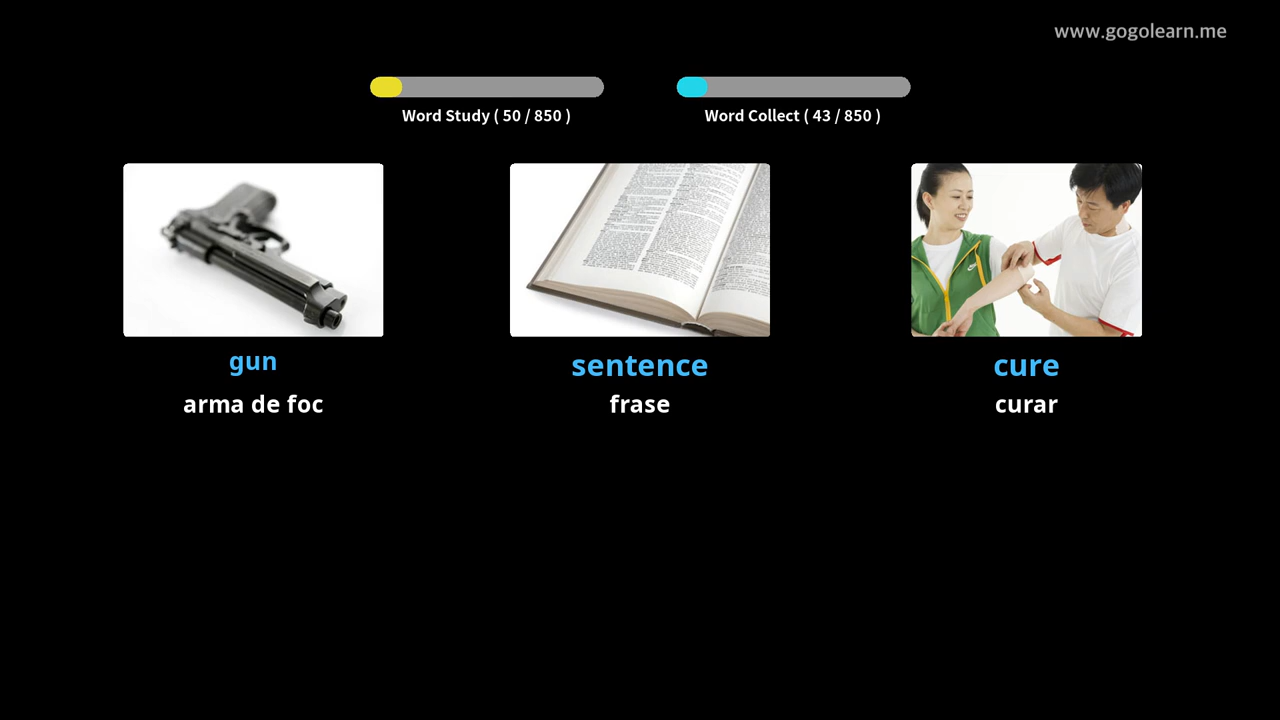 www.gogolearn.me
Word Study ( 50 / 850 )
Word Collect ( 43 / 850 )
gun
arma de foc
sentence
frase
cure
curar